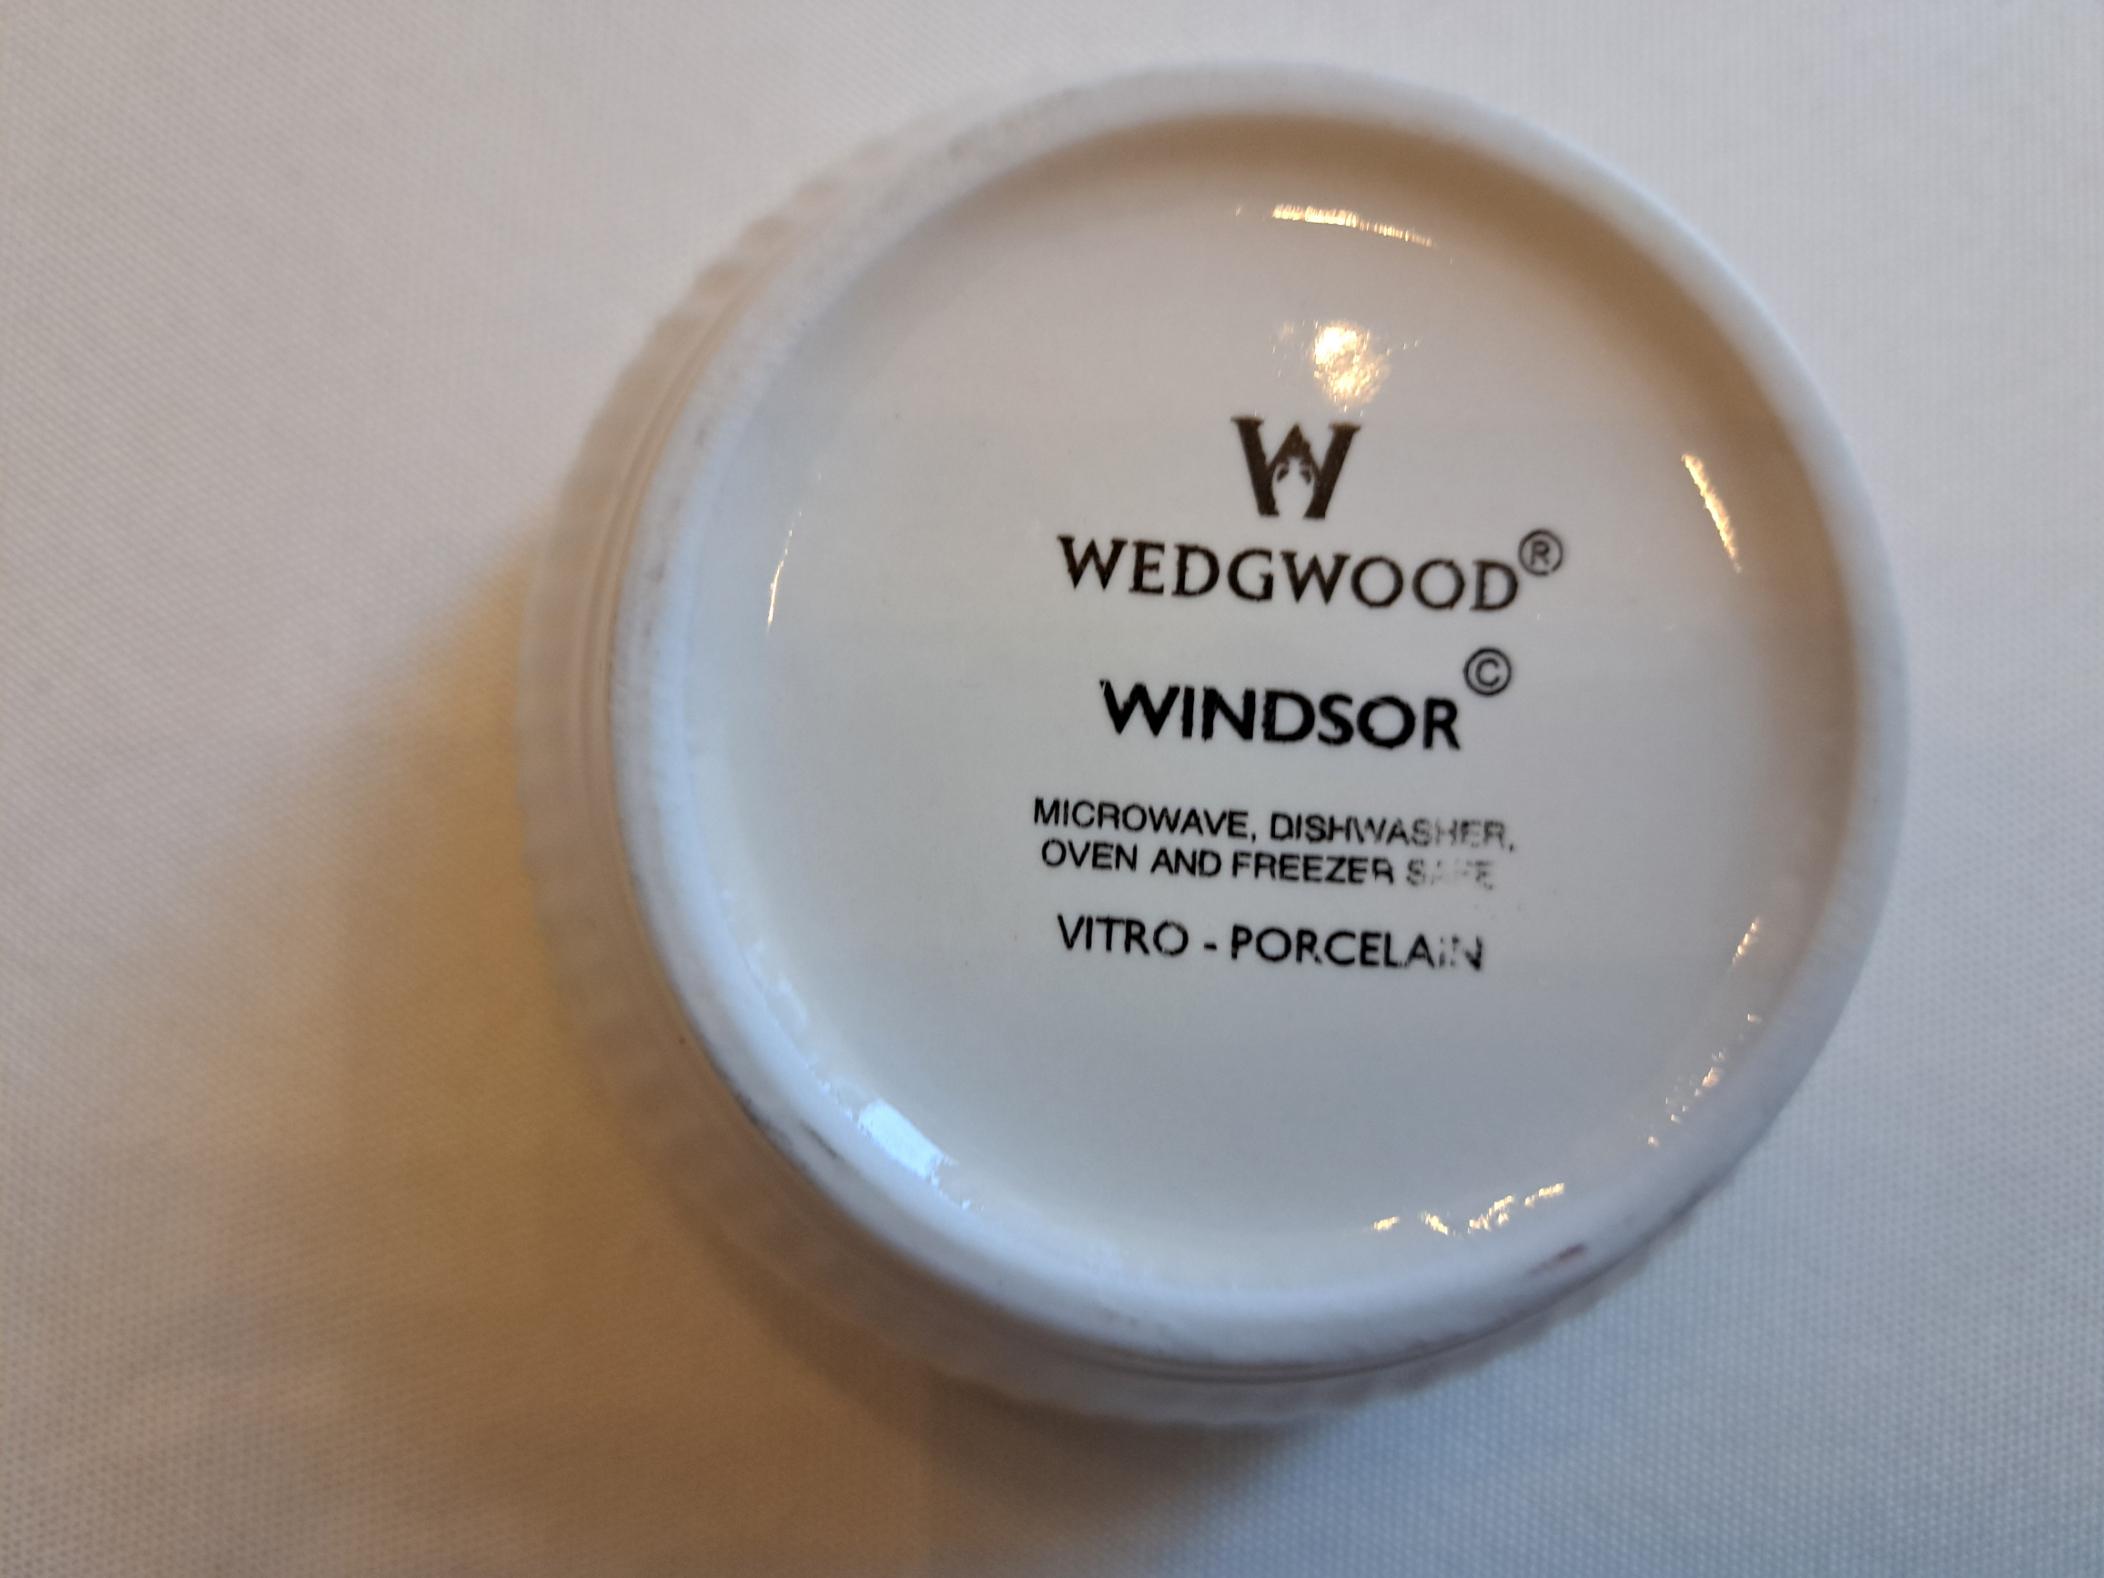 W
WEDGWOOD®
WINDSOR©
MICROWAVE, DISHWASHER,
OVEN AND FREEZER SAFE
VITRO - PORCELAIN